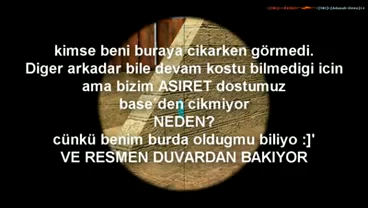 kimse beni buraya cikarken görmedi.
Diger arkadar bile devam kostu bilmedigi icin
ama bizim ASIRET dostumuz
base den cikmiyor
NEDEN?
cünkü benim burda oldugmu biliyo :]'
VE RESMEN DUVARDAN BAKIYOR